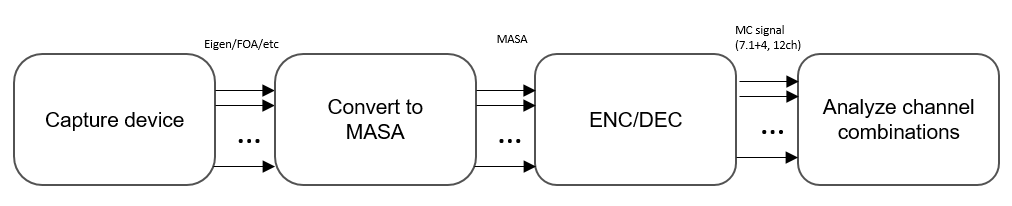 Capture device
Eigen/FOA/etc
...
Convert to
MASA
MASA
...
ENC/DEC
MC signal
(7.1+4, 12ch)
...
Analyze channel
combinations